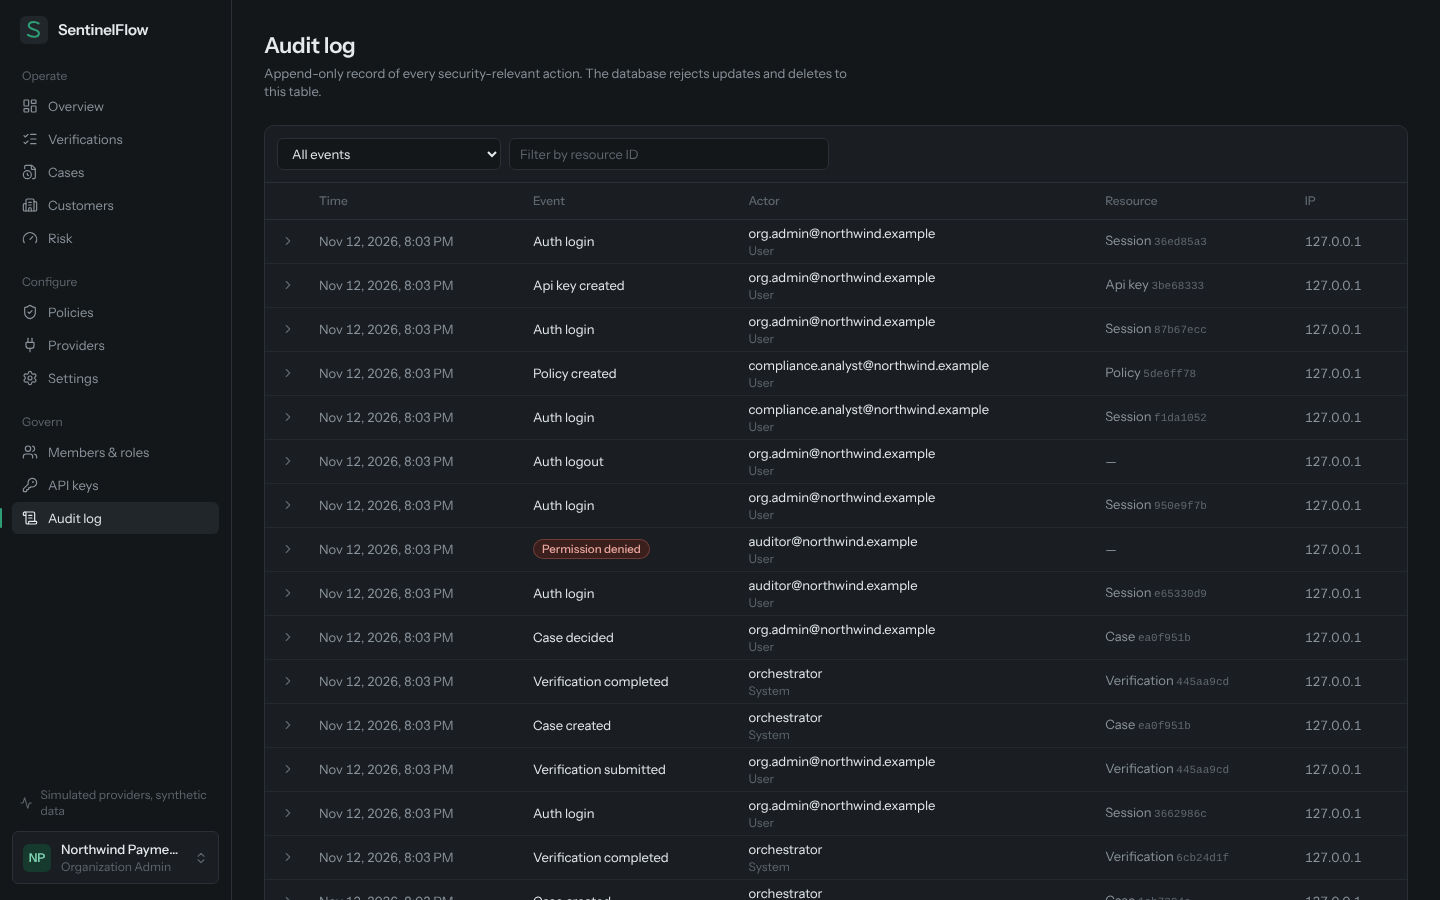 SentinelFlow
Operate
Overview
Verifications
Cases
Customers
Risk
Configure
Policies
Providers
Settings
Govern
Members & roles
API keys
Audit log
Simulated providers, synthetic
data
NP
Northwind Payme...
Organization Admin
Audit log
Append-only record of every security-relevant action. The database rejects updates and deletes to
this table.
All events
Filter by resource ID
Time Event Actor Resource IP
Nov 12, 2026, 8:03 PM Auth login org.admin@northwind.example Session 36ed85a3 127.0.0.1
User
Nov 12, 2026, 8:03 PM Api key created org.admin@northwind.example Api key 3be68333 127.0.0.1
User
Nov 12, 2026, 8:03 PM Auth login org.admin@northwind.example Session 87b67ecc 127.0.0.1
User
Nov 12, 2026, 8:03 PM Policy created compliance.analyst@northwind.example Policy 5de6ff78 127.0.0.1
User
Nov 12, 2026, 8:03 PM Auth login compliance.analyst@northwind.example Session f1da1052 127.0.0.1
User
Nov 12, 2026, 8:03 PM Auth logout org.admin@northwind.example — 127.0.0.1
User
Nov 12, 2026, 8:03 PM Auth login org.admin@northwind.example Session 950e9f7b 127.0.0.1
User
Nov 12, 2026, 8:03 PM Permission denied auditor@northwind.example — 127.0.0.1
User
Nov 12, 2026, 8:03 PM Auth login auditor@northwind.example Session e65330d9 127.0.0.1
User
Nov 12, 2026, 8:03 PM Case decided org.admin@northwind.example Case ea0f951b 127.0.0.1
User
Nov 12, 2026, 8:03 PM Verification completed orchestrator Verification 445aa9cd 127.0.0.1
System
Nov 12, 2026, 8:03 PM Case created orchestrator Case ea0f951b 127.0.0.1
System
Nov 12, 2026, 8:03 PM Verification submitted org.admin@northwind.example Verification 445aa9cd 127.0.0.1
User
Nov 12, 2026, 8:03 PM Auth login org.admin@northwind.example Session 3662986c 127.0.0.1
User
Nov 12, 2026, 8:03 PM Verification completed orchestrator Verification 6cb24d1f 127.0.0.1
System
orchestrator